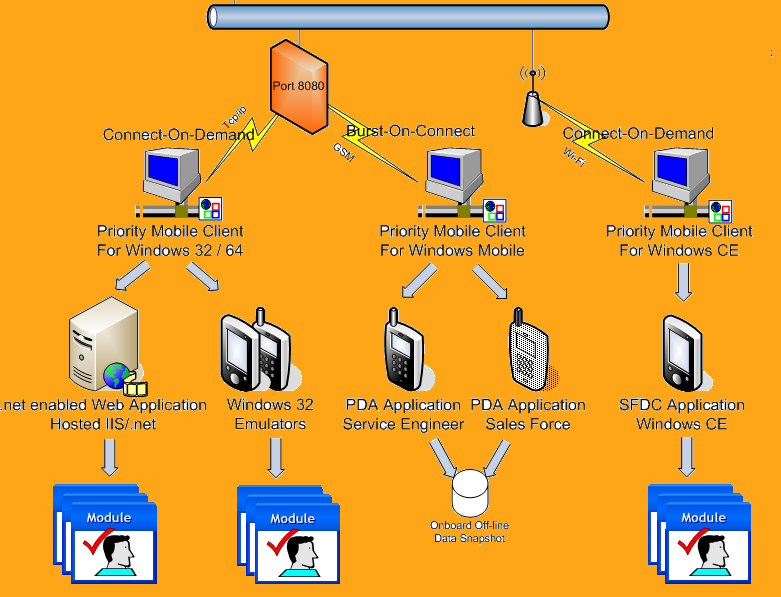 Port 8080
Tcp/ip
Connect-On-Demand
Burst-On-Connect
GSM
Connect-On-Demand
Wi-Fi
Priority Mobile Client
For Windows 32 / 64
Priority Mobile Client
For Windows Mobile
Priority Mobile Client
For Windows CE
.net enabled Web Application
Hosted IIS/.net
Windows 32
Emulators
PDA Application
Service Engineer
PDA Application
Sales Force
SFDC Application
Windows CE
Module
Module
Onboard Off-line
Data Snapshot
Module